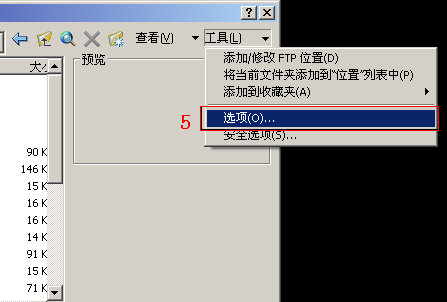 查看(V)
工具(L)
大小
预览
添加/修改 FTP 位置(D)
将当前文件夹添加到“位置”列表中(P)
添加到收藏夹(A)
5
选项(O)...
安全选项(S)...
90 K
146 K
15 K
16 K
16 K
14 K
91 K
15 K
71 K